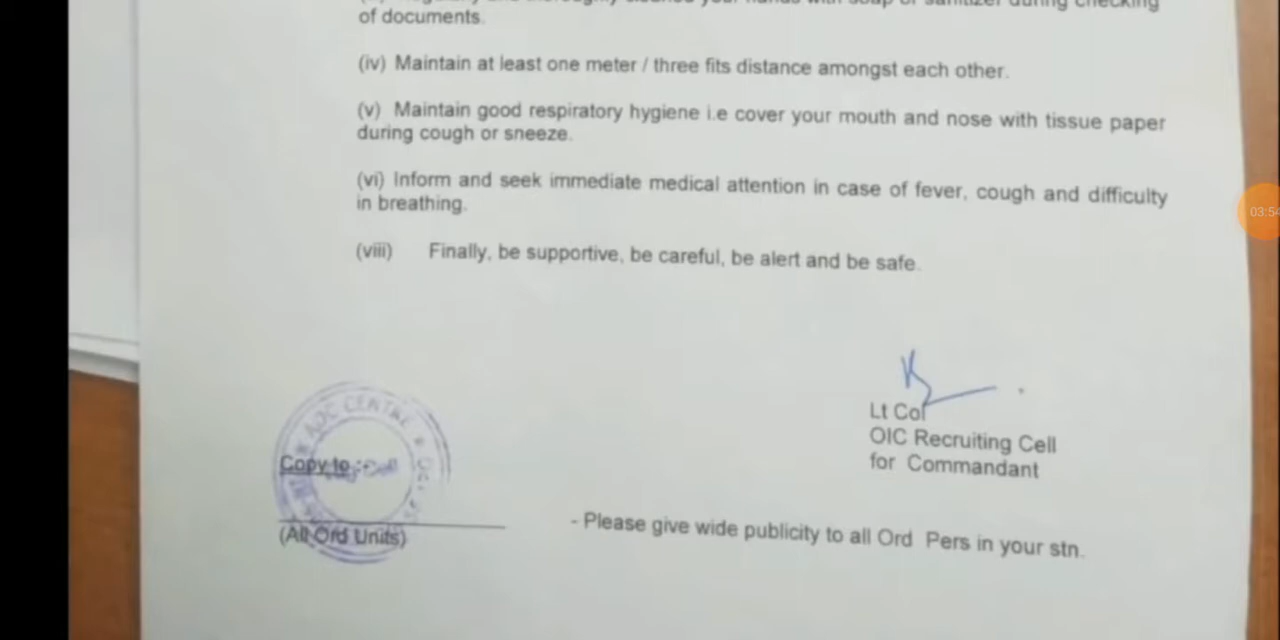 of documents.
(iv) Maintain at least one meter / three fits distance amongst each other.
(v) Maintain good respiratory hygiene i.e cover your mouth and nose with tissue paper
during cough or sneeze.
(vi) Inform and seek immediate medical attention in case of fever, cough and difficulty
in breathing.
(viii) Finally, be supportive, be careful, be alert and be safe.
Lt Col
OIC Recruiting Cell
for Commandant
AOC CENTRE
Copy to :-
(All Ord Units)
- Please give wide publicity to all Ord Pers in your stn.
03:54